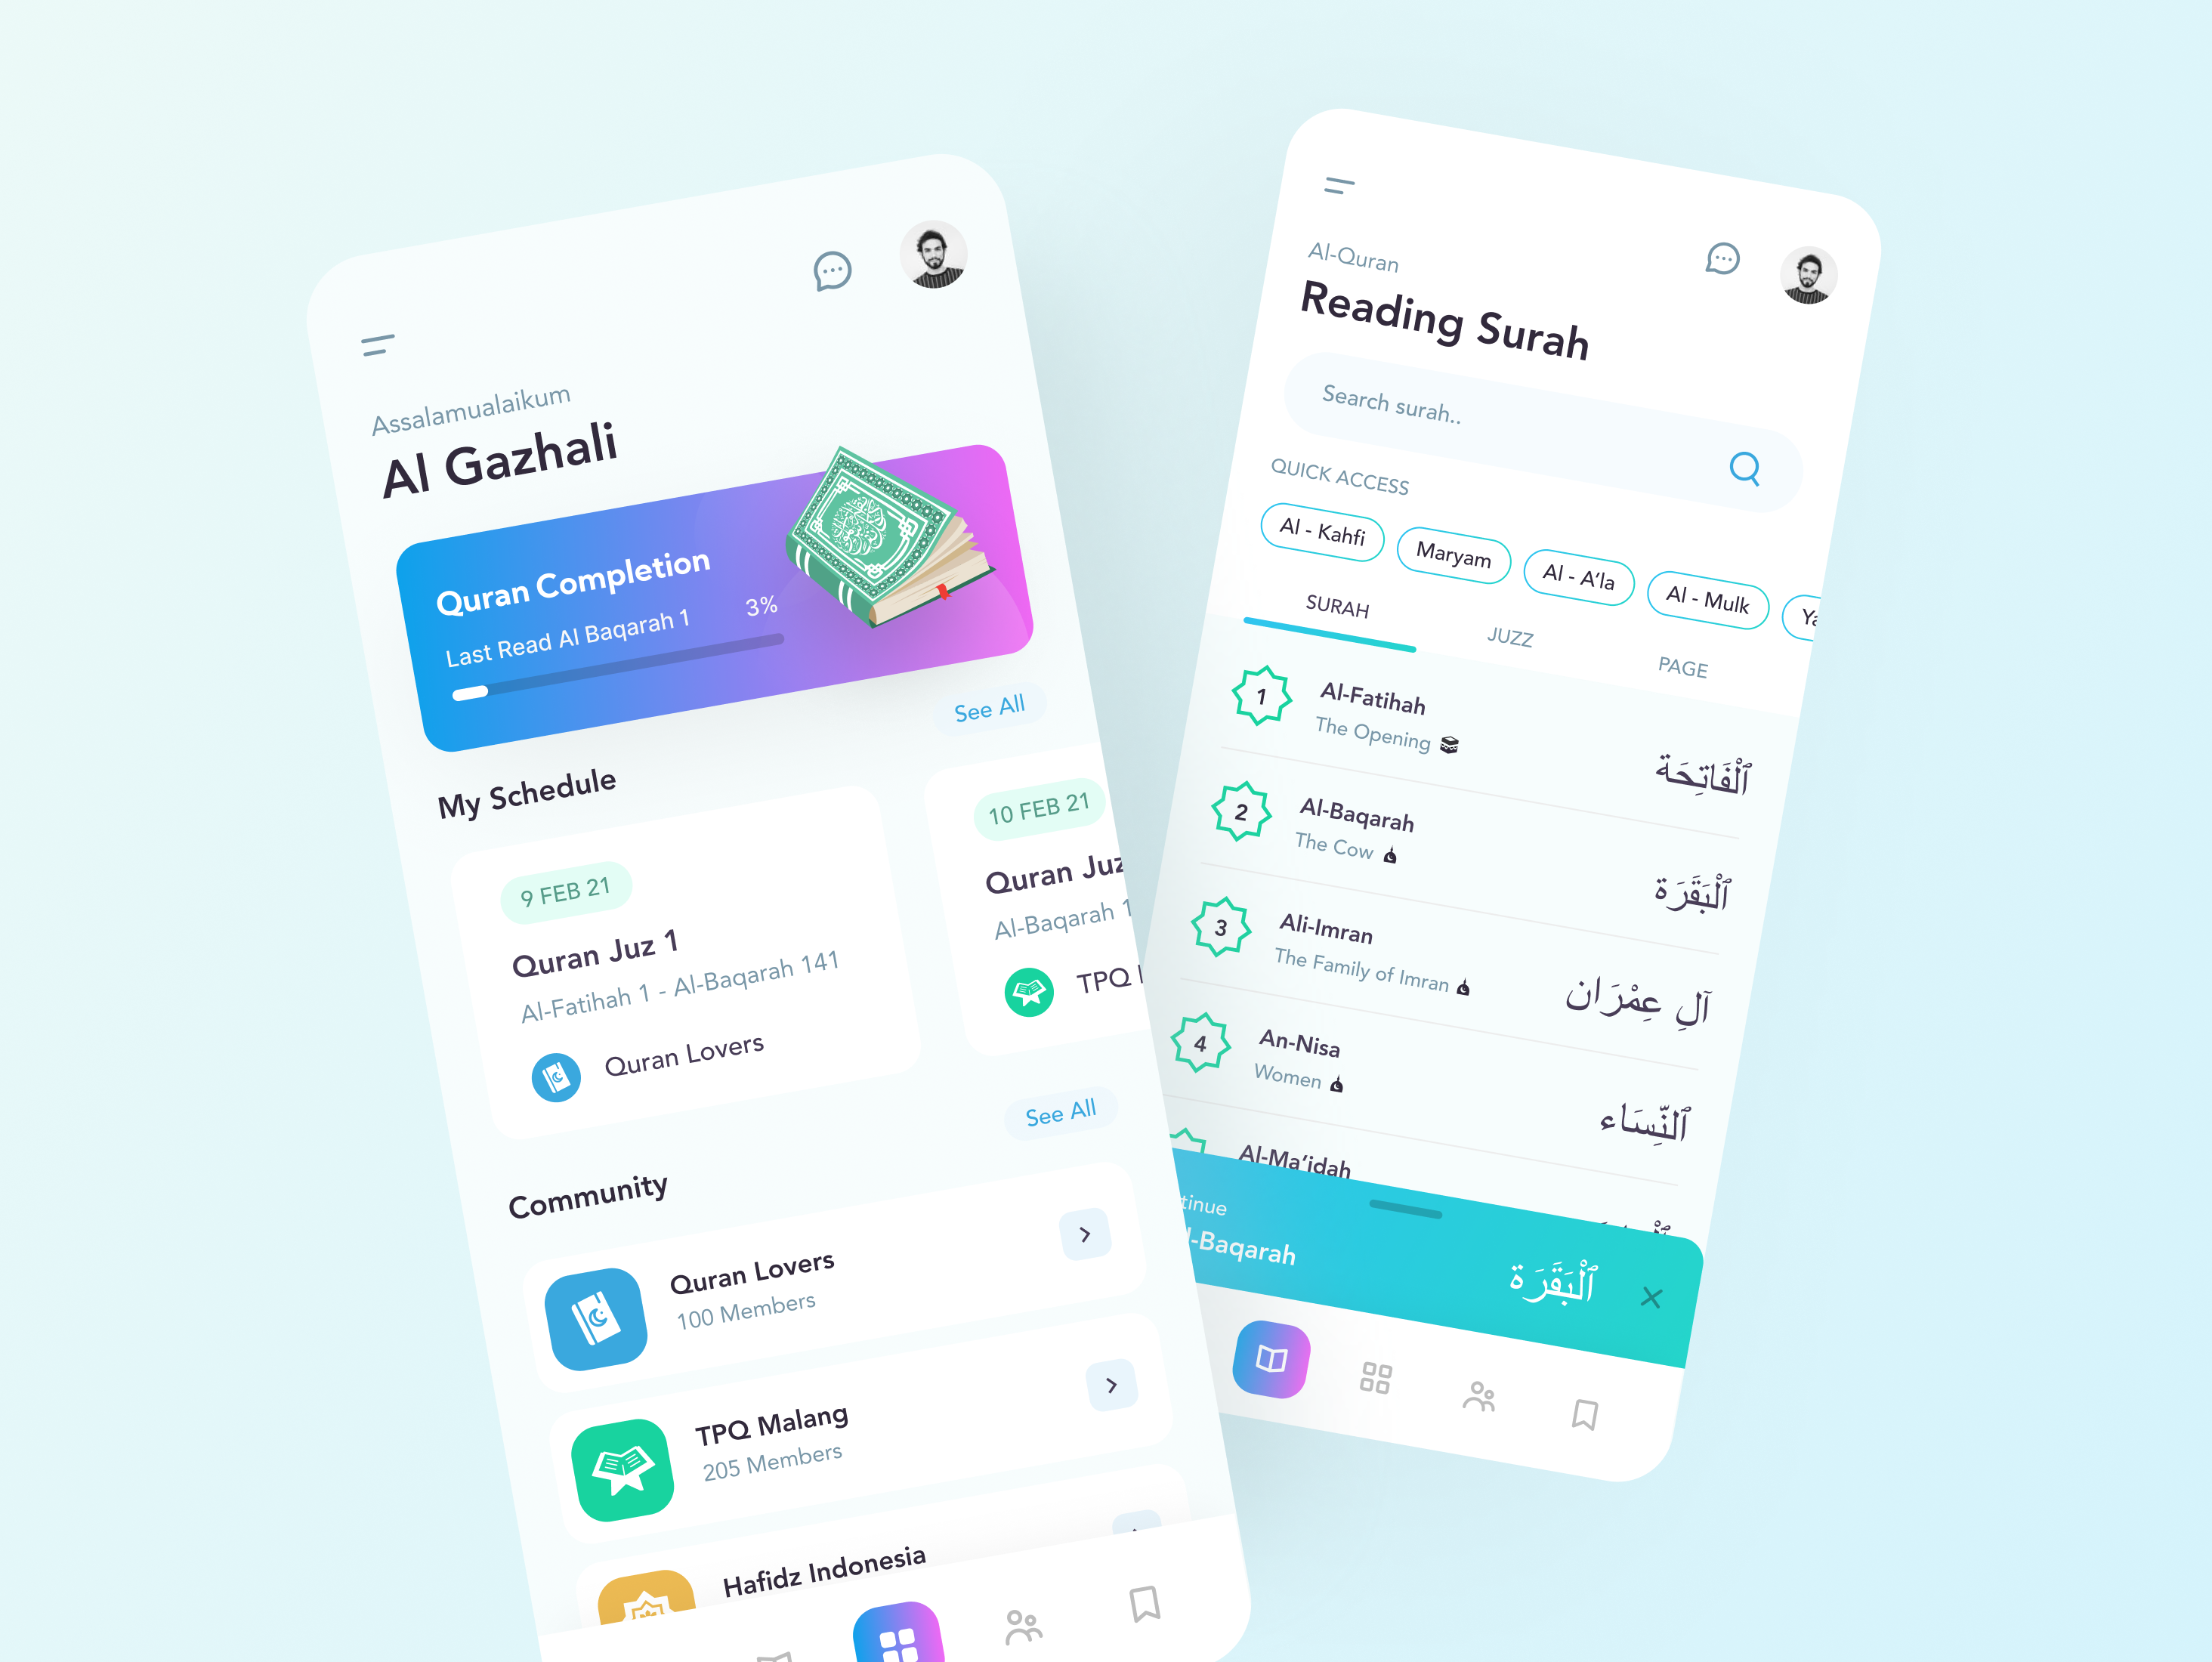 Assalamualaikum
Al Gazhali
Quran Completion
Last Read Al Baqarah 1
3%
See All
My Schedule
9 FEB 21
Quran Juz 1
Al-Fatihah 1 - Al-Baqarah 141
Quran Lovers
10 FEB 21
Quran Juz
Al-Baqarah 1
TPQ
See All
Community
Quran Lovers
100 Members
TPQ Malang
205 Members
Hafidz Indonesia
Al-Quran
Reading Surah
Search surah..
QUICK ACCESS
Al - Kahfi
Maryam
Al - A’la
Al - Mulk
SURAH
JUZZ
PAGE
1
Al-Fatihah
The Opening
ٱلْفَاتِحَة
2
Al-Baqarah
The Cow
ٱلْبَقَرَة
3
Ali-Imran
The Family of Imran
آلِ عِمْرَان
4
An-Nisa
Women
ٱلنِّسَاء
Al-Ma’idah
tinue
l-Baqarah
ٱلْبَقَرَة